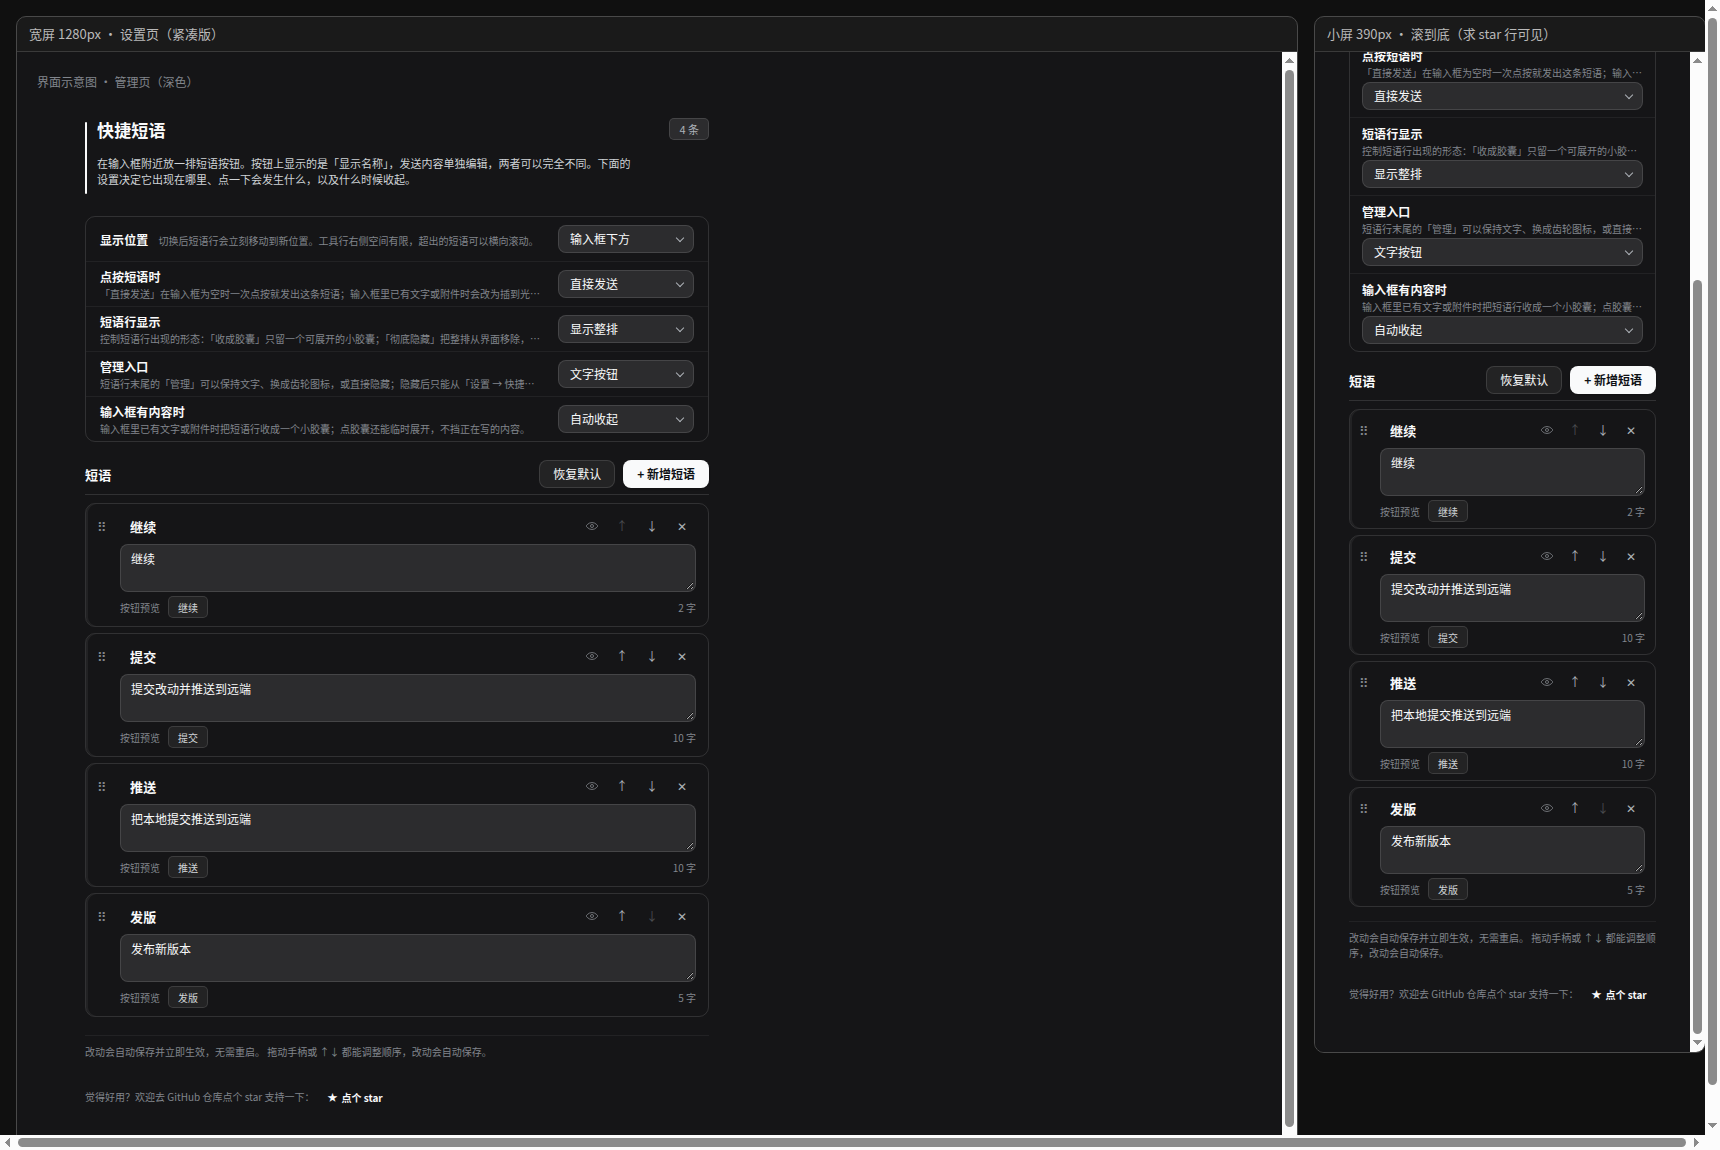 宽屏 1280px · 设置页（紧凑版）
界面示意图 · 管理页（深色）
快捷短语
4 条
在输入框附近放一排短语按钮。按钮上显示的是「显示名称」，发送内容单独编辑，两者可以完全不同。下面的
设置决定它出现在哪里、点一下会发生什么，以及什么时候收起。
显示位置 切换后短语行会立刻移动到新位置。工具行右侧空间有限，超出的短语可以横向滚动。
输入框下方
点按短语时
「直接发送」在输入框为空时一次点按就发出这条短语；输入框里已有文字或附件时会改为插到光…
直接发送
短语行显示
控制短语行出现的形态：「收成胶囊」只留一个可展开的小胶囊；「彻底隐藏」把整排从界面移除，…
显示整排
管理入口
短语行末尾的「管理」可以保持文字、换成齿轮图标，或直接隐藏；隐藏后只能从「设置 → 快捷…
文字按钮
输入框有内容时
输入框里已有文字或附件时把短语行收成一个小胶囊；点胶囊还能临时展开，不挡正在写的内容。
自动收起
短语
恢复默认
+ 新增短语
⠿ 继续 ↑ ↓ ✕
继续
按钮预览 继续 2 字
⠿ 提交 ↑ ↓ ✕
提交改动并推送到远端
按钮预览 提交 10 字
⠿ 推送 ↑ ↓ ✕
把本地提交推送到远端
按钮预览 推送 10 字
⠿ 发版 ↑ ↓ ✕
发布新版本
按钮预览 发版 5 字
改动会自动保存并立即生效，无需重启。 拖动手柄或 ↑ ↓ 都能调整顺序，改动会自动保存。
觉得好用？欢迎去 GitHub 仓库点个 star 支持一下： ★ 点个 star
小屏 390px · 滚到底（求 star 行可见）
点按短语时
「直接发送」在输入框为空时一次点按就发出这条短语；输入…
直接发送
短语行显示
控制短语行出现的形态：「收成胶囊」只留一个可展开的小胶…
显示整排
管理入口
短语行末尾的「管理」可以保持文字、换成齿轮图标，或直接…
文字按钮
输入框有内容时
输入框里已有文字或附件时把短语行收成一个小胶囊；点胶囊…
自动收起
短语
恢复默认
+ 新增短语
⠿ 继续 ↑ ↓ ✕
继续
按钮预览 继续 2 字
⠿ 提交 ↑ ↓ ✕
提交改动并推送到远端
按钮预览 提交 10 字
⠿ 推送 ↑ ↓ ✕
把本地提交推送到远端
按钮预览 推送 10 字
⠿ 发版 ↑ ↓ ✕
发布新版本
按钮预览 发版 5 字
改动会自动保存并立即生效，无需重启。 拖动手柄或 ↑ ↓ 都能调整顺
序，改动会自动保存。
觉得好用？欢迎去 GitHub 仓库点个 star 支持一下： ★ 点个 star